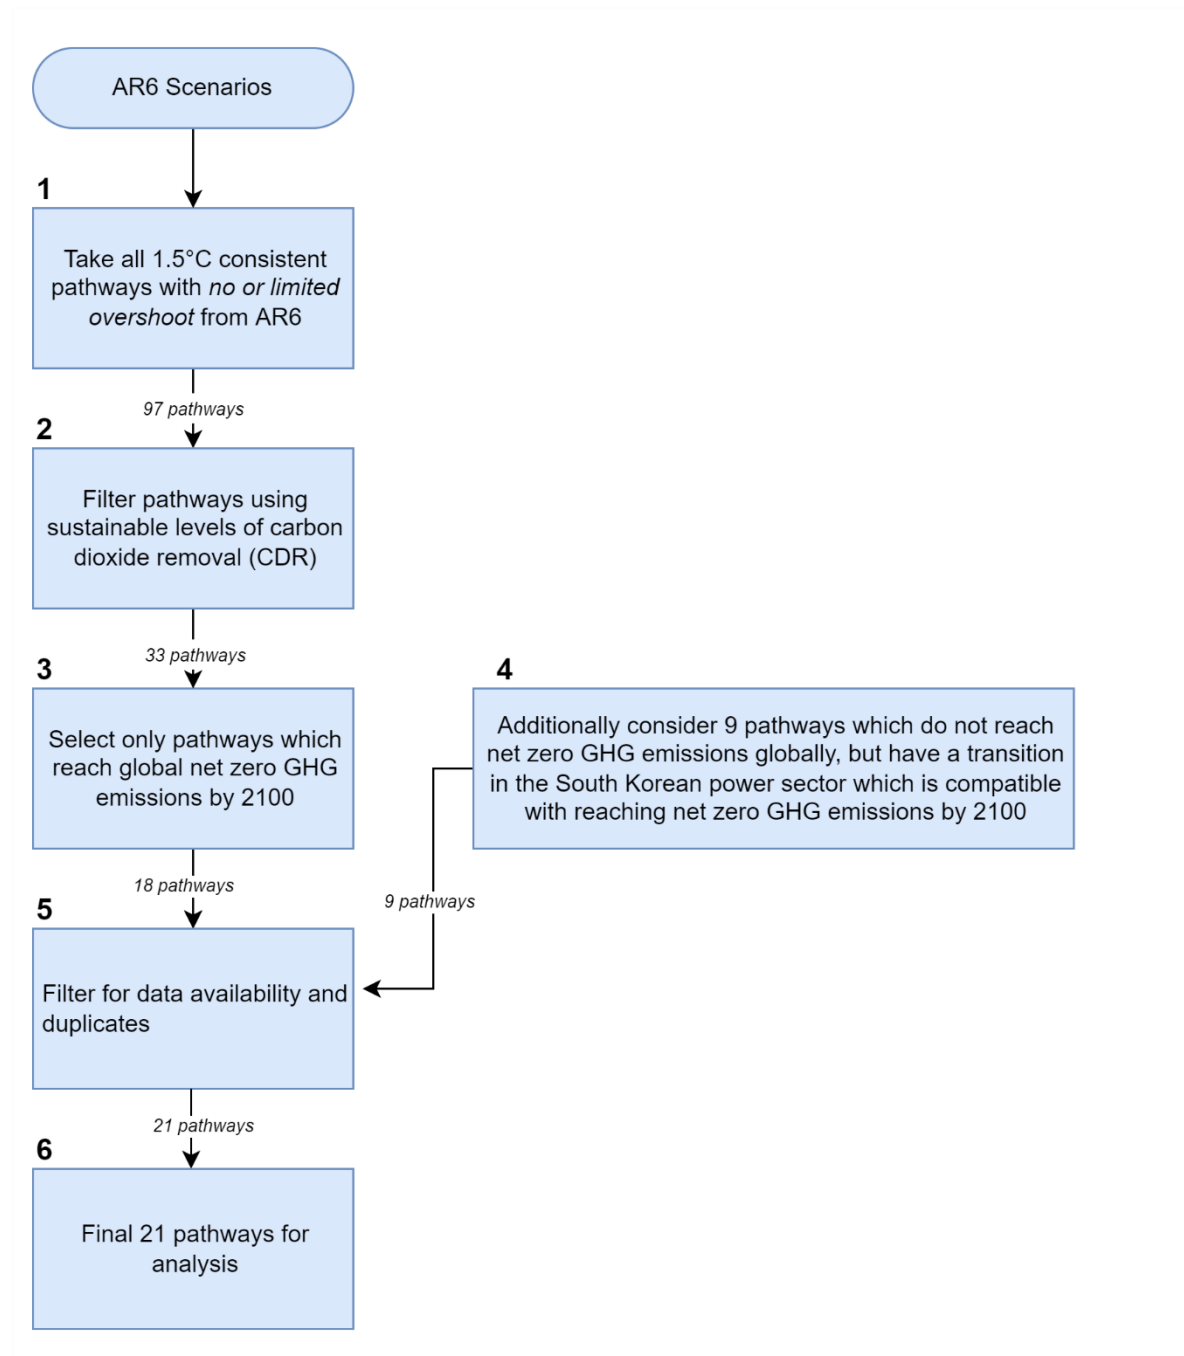 AR6 Scenarios
1
Take all 1.5°C consistent
pathways with no or limited
overshoot from AR6
97 pathways
2
Filter pathways using
sustainable levels of carbon
dioxide removal (CDR)
33 pathways
3
Select only pathways which
reach global net zero GHG
emissions by 2100
4
Additionally consider 9 pathways which do not reach
net zero GHG emissions globally, but have a transition
in the South Korean power sector which is compatible
with reaching net zero GHG emissions by 2100
18 pathways
9 pathways
5
Filter for data availability and
duplicates
21 pathways
6
Final 21 pathways for
analysis